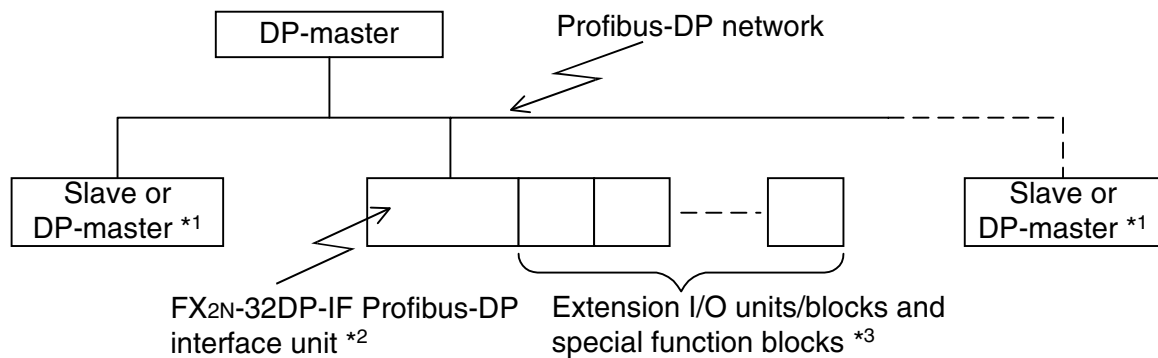 DP-master
Profibus-DP network
Slave or
DP-master *1
Slave or
DP-master *1
FX2N-32DP-IF Profibus-DP
interface unit *2
Extension I/O units/blocks and
special function blocks *3